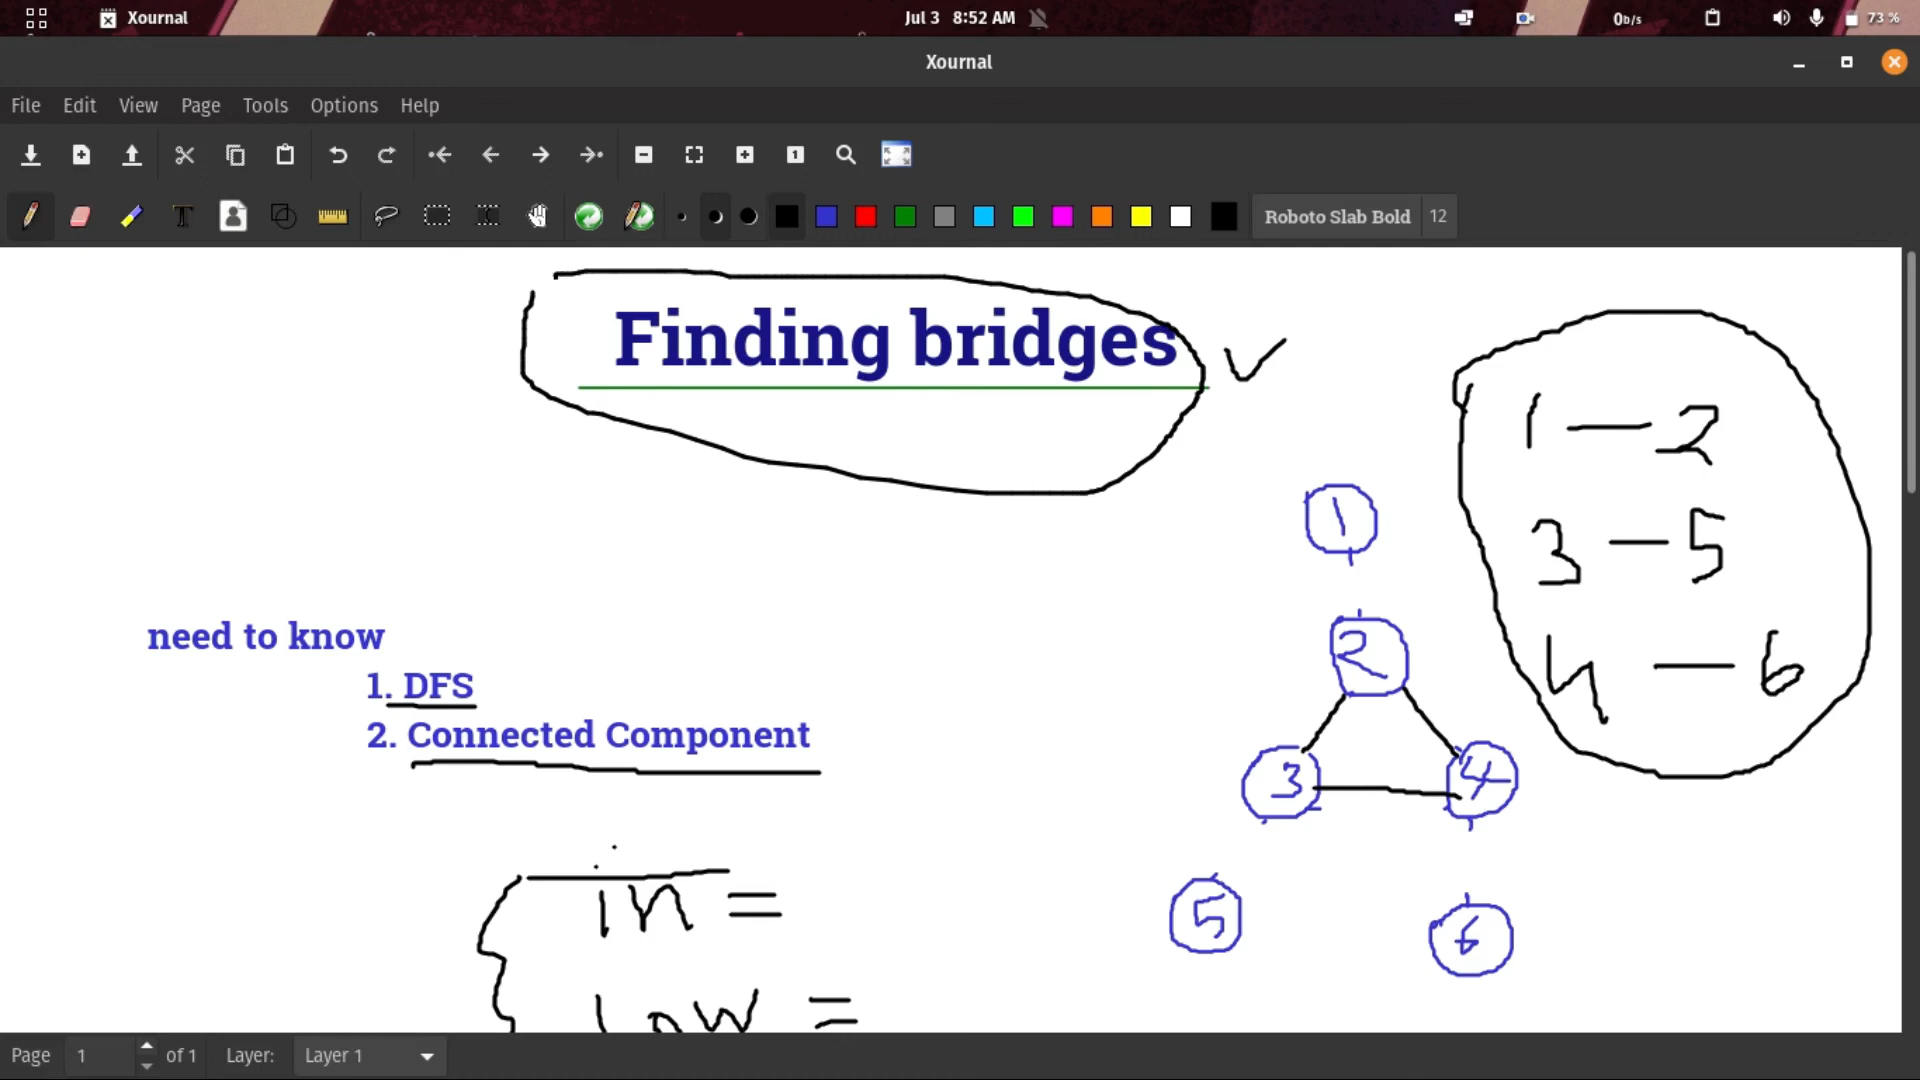 Xournal
Jul 3 8:52 AM
0b/s
73 %
Xournal
File Edit View Page Tools Options Help
1
T
Roboto Slab Bold 12
Finding bridges
1 — 2
3 — 5
4 — 6
1
2
3 4
5 6
need to know
1. DFS
2. Connected Component
in =
low =
Page 1 of 1 Layer: Layer 1